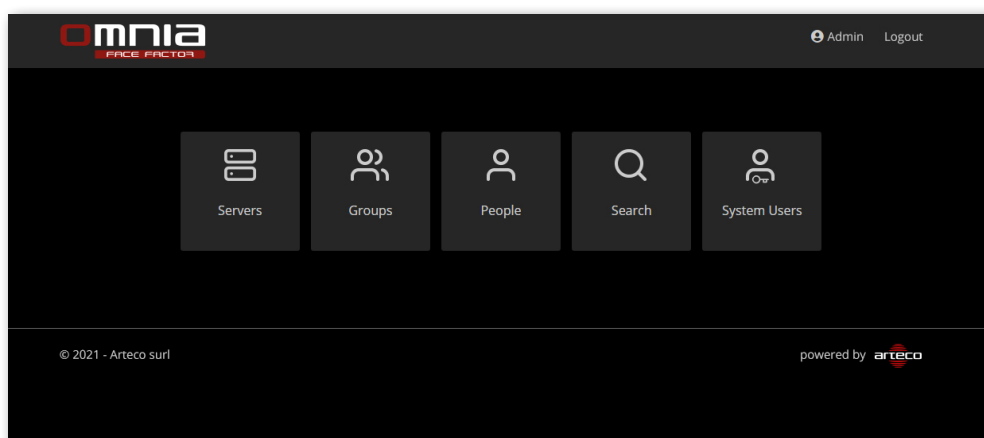 omnia
FACE FACTOR
Admin Logout
Servers Groups People Search System Users
© 2021 - Arteco surl
powered by arteco